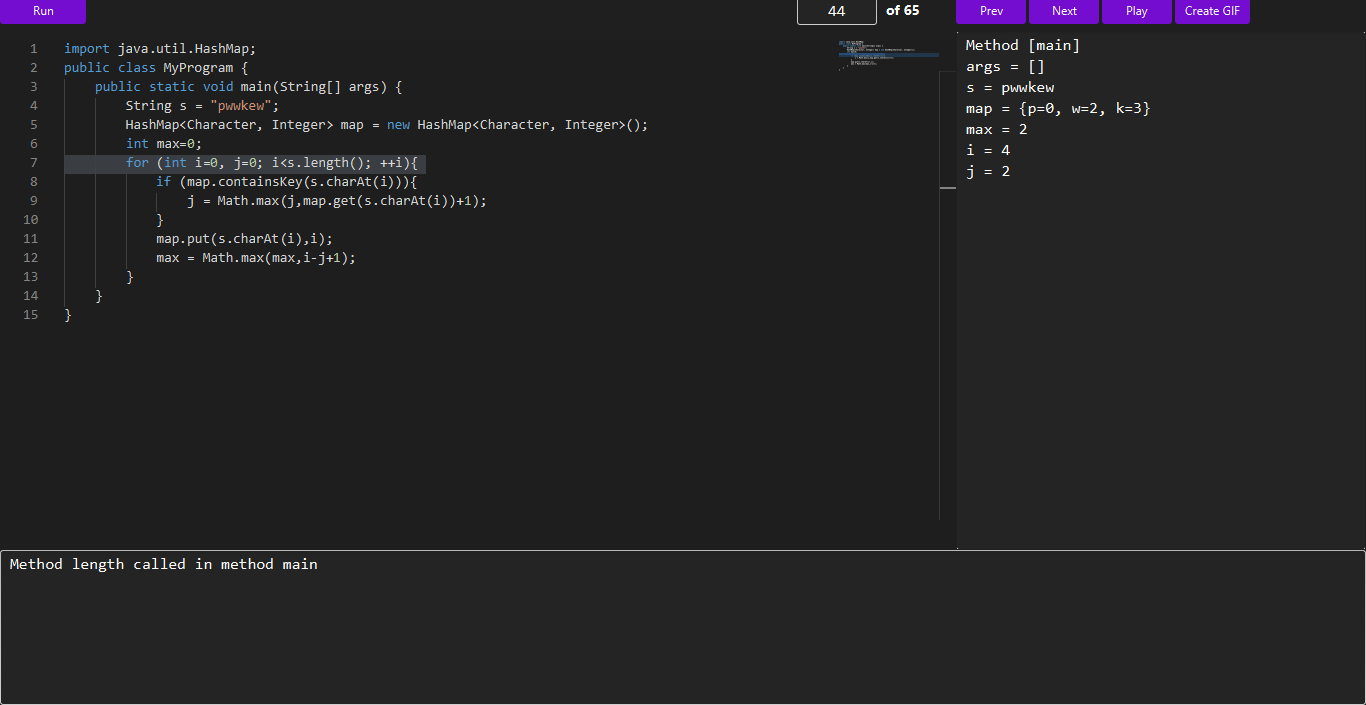 Run 44 of 65 Prev Next Play Create GIF
1 import java.util.HashMap;
2 public class MyProgram {
3 public static void main(String[] args) {
4 String s = "pwwkew";
5 HashMap<Character, Integer> map = new HashMap<Character, Integer>();
6 int max=0;
7 for (int i=0, j=0; i<s.length(); ++i){
8 if (map.containsKey(s.charAt(i))){
9 j = Math.max(j,map.get(s.charAt(i))+1);
10 }
11 map.put(s.charAt(i),i);
12 max = Math.max(max,i-j+1);
13 }
14 }
15 }
Method [main]
args = []
s = pwwkew
map = {p=0, w=2, k=3}
max = 2
i = 4
j = 2
Method length called in method main